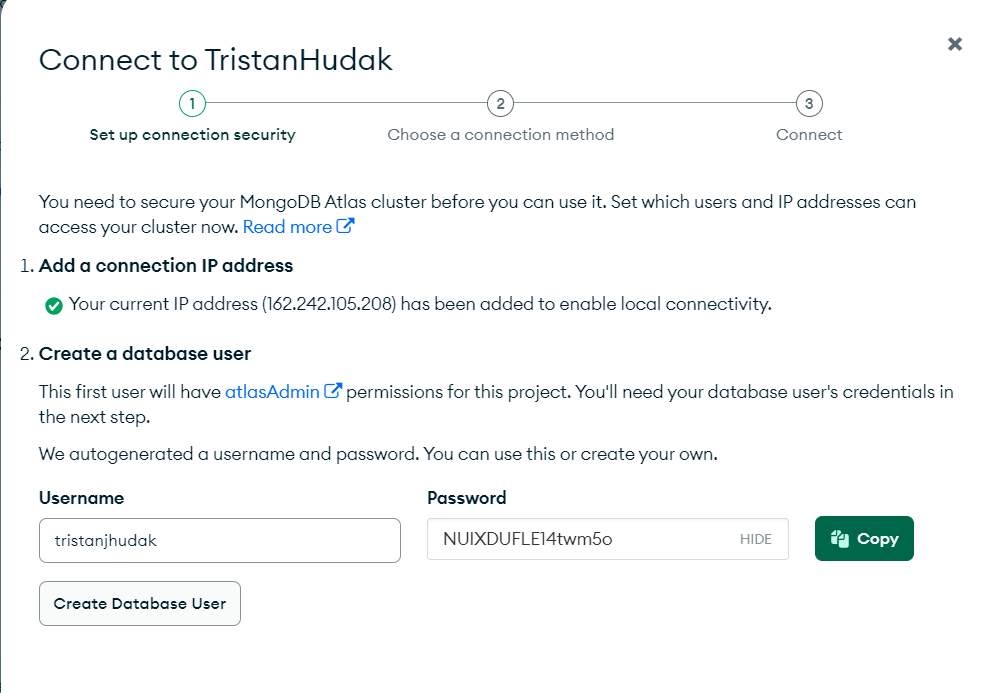 Connect to TristanHudak
1
2
3
Set up connection security
Choose a connection method
Connect
You need to secure your MongoDB Atlas cluster before you can use it. Set which users and IP addresses can
access your cluster now. Read more
1. Add a connection IP address
Your current IP address (162.242.105.208) has been added to enable local connectivity.
2. Create a database user
This first user will have atlasAdmin permissions for this project. You'll need your database user's credentials in
the next step.
We autogenerated a username and password. You can use this or create your own.
Username
Password
tristanjhudak
NUIXDUFLE14twm5o
HIDE
Copy
Create Database User